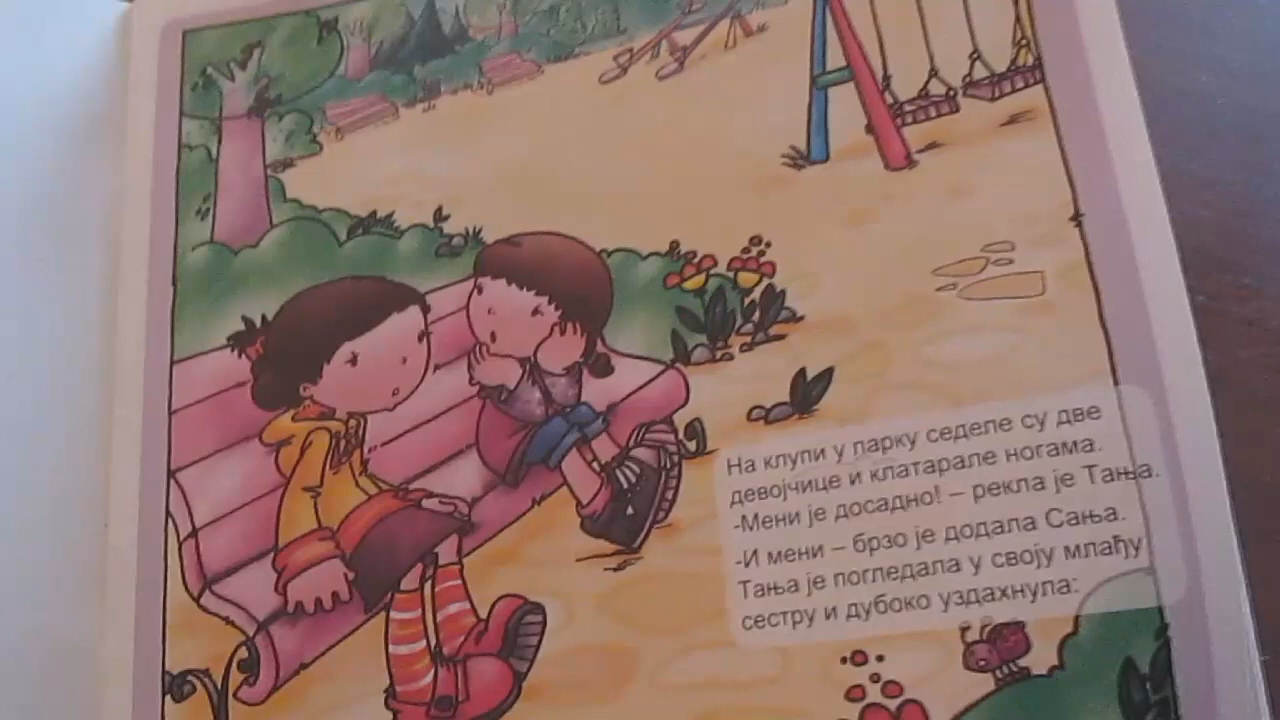 На клупи у парку седеле су две
девојчице и клатарале ногама.
-Мени је досадно! – рекла је Тања.
-И мени – брзо је додала Сања.
Тања је погледала у своју млађу
сестру и дубоко уздахнула: